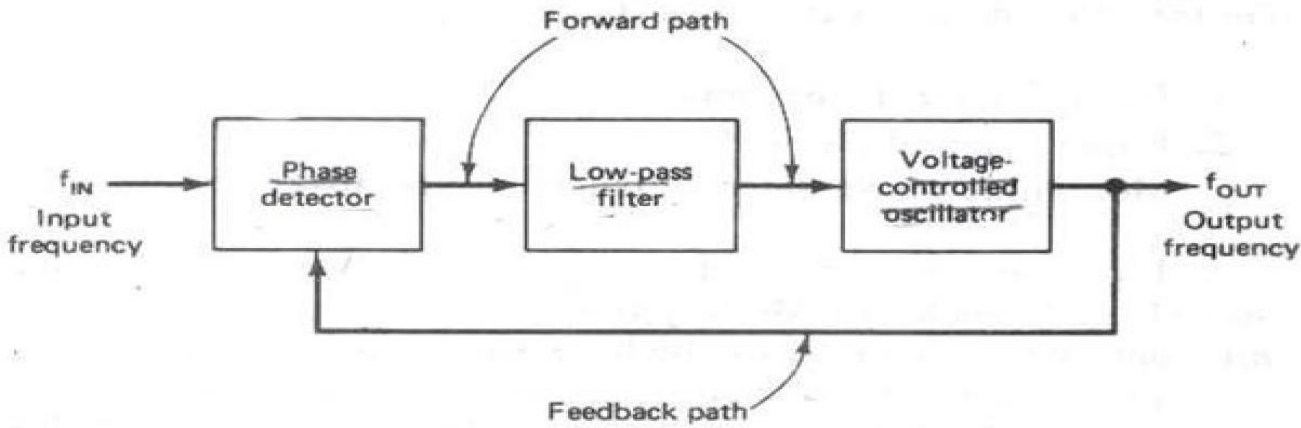 Forward path
f_IN
Input
frequency
Phase
detector
Low-pass
filter
Voltage-
controlled
oscillator
f_OUT
Output
frequency
Feedback path